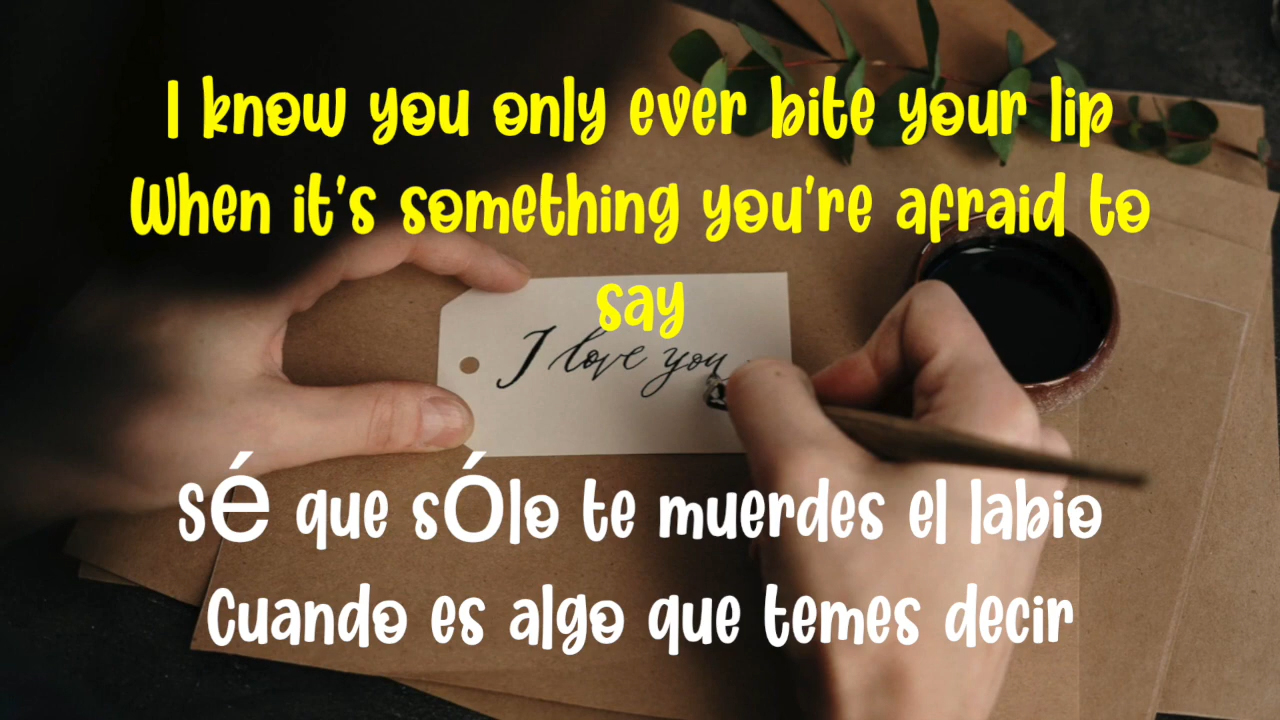 I know you only ever bite your lip
When it's something you're afraid to
say
I love you
sé que sólo te muerdes el labio
Cuando es algo que temes decir